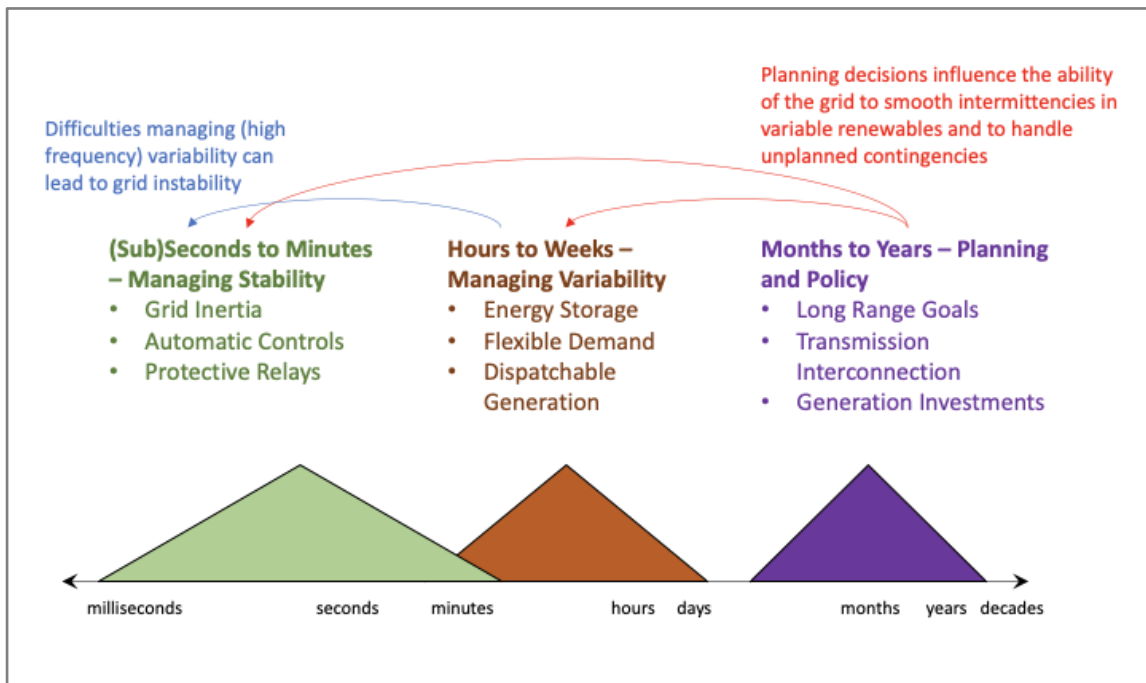 Planning decisions influence the ability
of the grid to smooth intermittencies in
variable renewables and to handle
unplanned contingencies
Difficulties managing (high
frequency) variability can
lead to grid instability
(Sub)Seconds to Minutes
– Managing Stability
• Grid Inertia
• Automatic Controls
• Protective Relays
Hours to Weeks –
Managing Variability
• Energy Storage
• Flexible Demand
• Dispatchable
Generation
Months to Years – Planning
and Policy
• Long Range Goals
• Transmission
Interconnection
• Generation Investments
milliseconds seconds minutes hours days months years decades